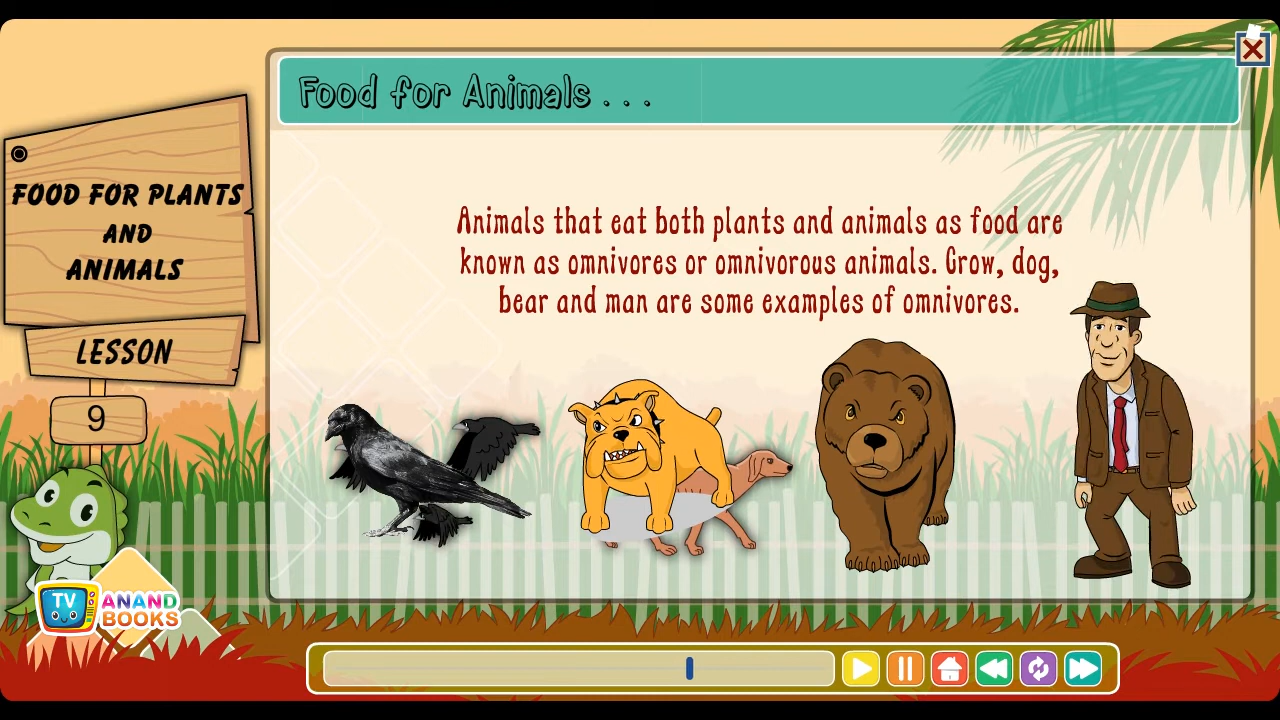 Food for Animals . . .
FOOD FOR PLANTS
AND
ANIMALS
LESSON
9
Animals that eat both plants and animals as food are
known as omnivores or omnivorous animals. Crow, dog,
bear and man are some examples of omnivores.
TV
ANAND
BOOKS